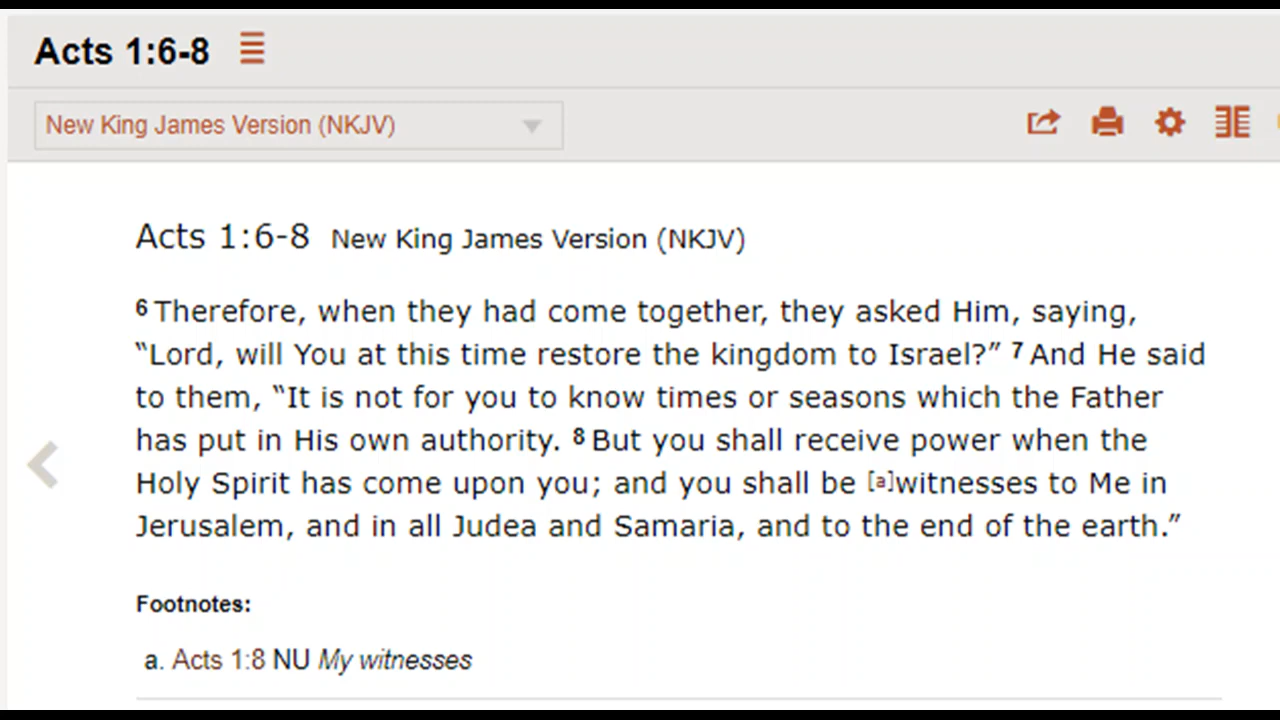 Acts 1:6-8
New King James Version (NKJV)
Acts 1:6-8 New King James Version (NKJV)
6 Therefore, when they had come together, they asked Him, saying,
“Lord, will You at this time restore the kingdom to Israel?” 7 And He said
to them, “It is not for you to know times or seasons which the Father
has put in His own authority. 8 But you shall receive power when the
Holy Spirit has come upon you; and you shall be [a]witnesses to Me in
Jerusalem, and in all Judea and Samaria, and to the end of the earth.”
Footnotes:
a. Acts 1:8 NU My witnesses